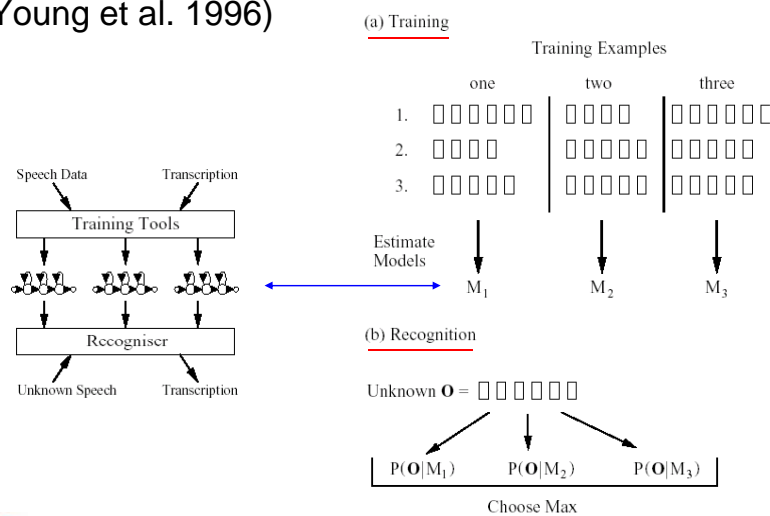 Young et al. 1996)
(a) Training
Training Examples
one two three
1.
2.
3.
Estimate
Models
M1 M2 M3
Speech Data Transcription
Training Tools
Recogniser
Unknown Speech Transcription
(b) Recognition
Unknown O =
P(O|M1) P(O|M2) P(O|M3)
Choose Max